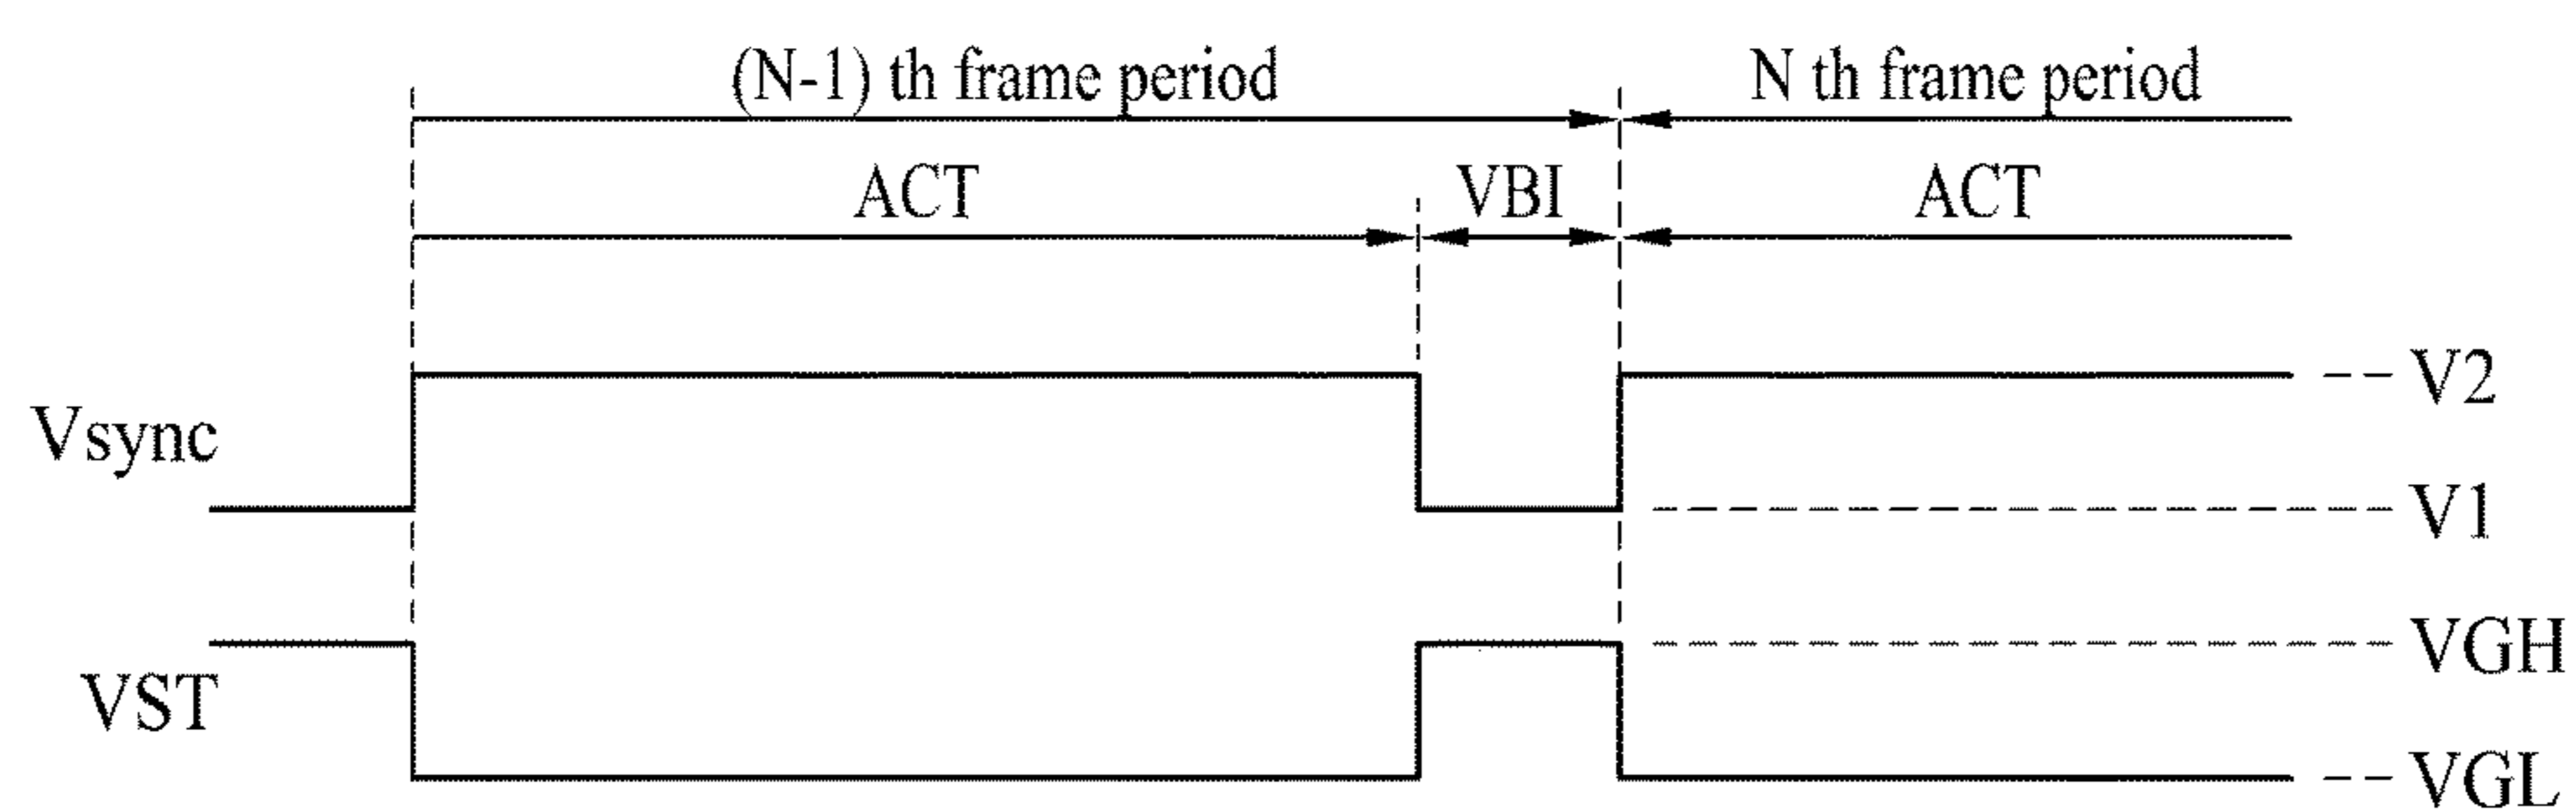 (N-1) th frame period N th frame period
ACT VBI ACT
V2
Vsync
V1
VGH
VST
VGL